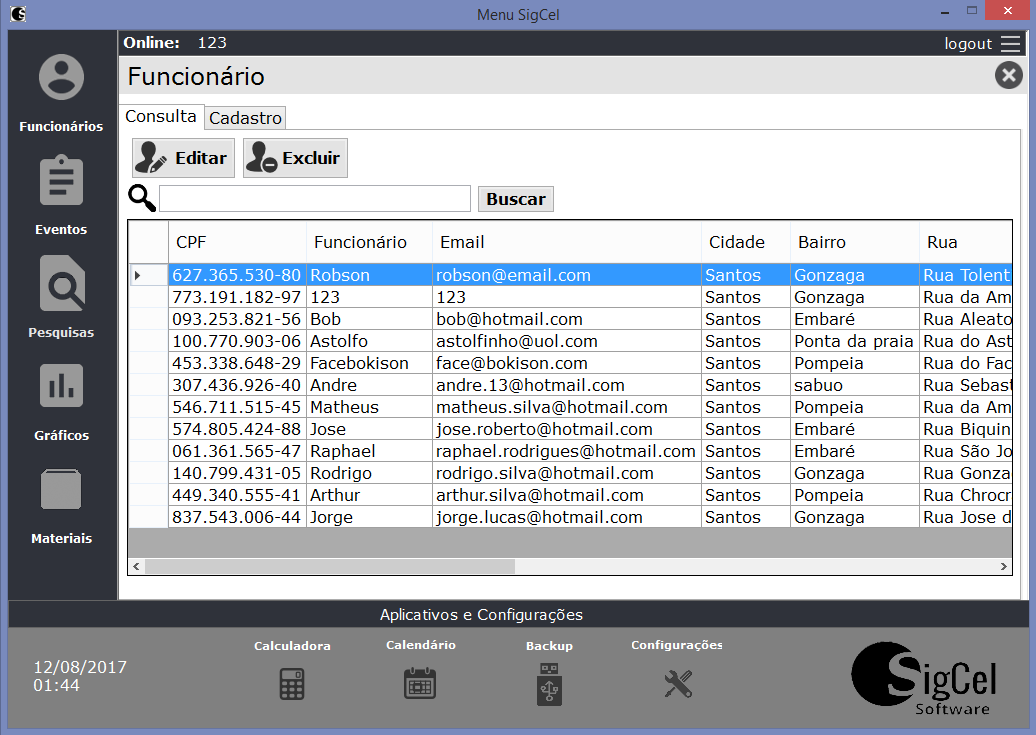 Menu SigCel
Online: 123 logout
Funcionário
Consulta Cadastro
Editar Excluir
Buscar
Funcionários
Eventos
Pesquisas
Gráficos
Materiais
CPF Funcionário Email Cidade Bairro Rua
627.365.530-80 Robson robson@email.com Santos Gonzaga Rua Tolent
773.191.182-97 123 123 Santos Gonzaga Rua da Am
093.253.821-56 Bob bob@hotmail.com Santos Embaré Rua Aleato
100.770.903-06 Astolfo astolfinho@uol.com Santos Ponta da praia Rua do Ast
453.338.648-29 Facebokison face@bokison.com Santos Pompeia Rua do Fac
307.436.926-40 Andre andre.13@hotmail.com Santos sabuo Rua Sebast
546.711.515-45 Matheus matheus.silva@hotmail.com Santos Pompeia Rua da Am
574.805.424-88 Jose jose.roberto@hotmail.com Santos Embaré Rua Biquin
061.361.565-47 Raphael raphael.rodrigues@hotmail.com Santos Embaré Rua São Jo
140.799.431-05 Rodrigo rodrigo.silva@hotmail.com Santos Gonzaga Rua Gonza
449.340.555-41 Arthur arthur.silva@hotmail.com Santos Pompeia Rua Chrocr
837.543.006-44 Jorge jorge.lucas@hotmail.com Santos Gonzaga Rua Jose d
Aplicativos e Configurações
Calculadora Calendário Backup Configurações
12/08/2017
01:44
SigCel
Software